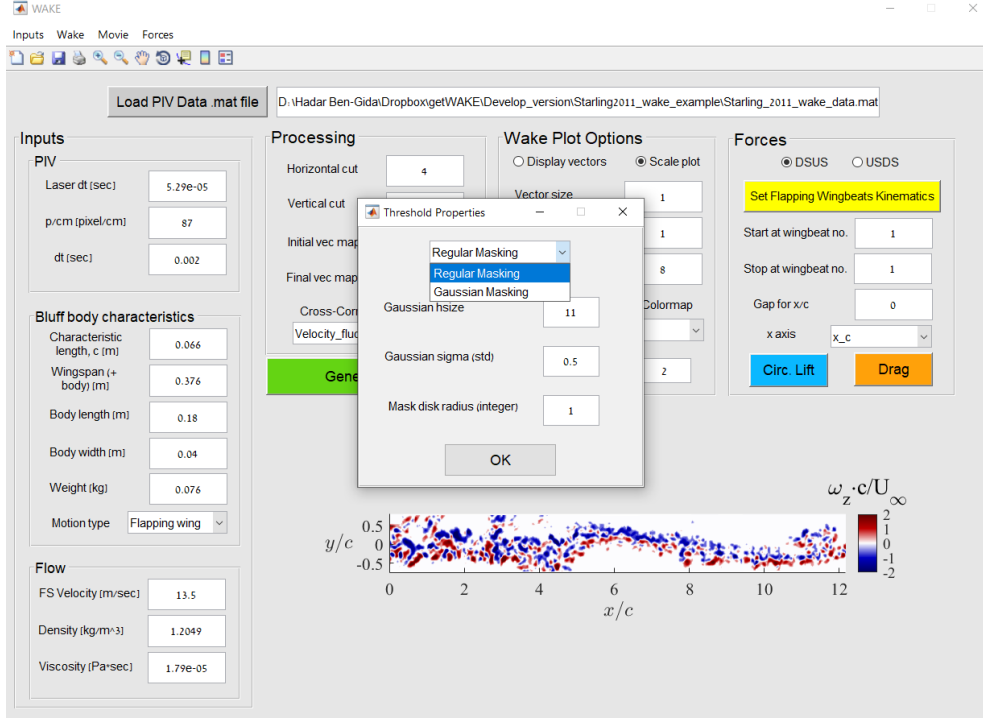 WAKE
Inputs Wake Movie Forces
Load PIV Data .mat file
D:\Hadar Ben-Gida\Dropbox\getWAKE\Develop_version\Starling2011_wake_example\Starling_2011_wake_data.mat
Inputs
PIV
Laser dt [sec] 5.29e-05
p/cm [pixel/cm] 87
dt [sec] 0.002
Bluff body characteristics
Characteristic
length, c [m] 0.066
Wingspan (+
body) [m] 0.376
Body length [m] 0.18
Body width [m] 0.04
Weight [kg] 0.076
Motion type Flapping wing
Flow
FS Velocity [m/sec] 13.5
Density [kg/m^3] 1.2049
Viscosity [Pa*sec] 1.79e-05
Processing
Horizontal cut 4
Vertical cut
Initial vec map
Final vec map
Cross-Cor
Velocity_fluc
Gene
Threshold Properties
Regular Masking
Regular Masking
Gaussian Masking
Gaussian hsize 11
Gaussian sigma (std) 0.5
Mask disk radius (integer) 1
OK
Wake Plot Options
Display vectors Scale plot
Vector size 1
1
8
Colormap
2
Forces
DSUS USDS
Set Flapping Wingbeats Kinematics
Start at wingbeat no. 1
Stop at wingbeat no. 1
Gap for x/c 0
x axis x_c
Circ. Lift Drag
ω_z·c/U_∞
2
1
0
-1
-2
y/c
0.5
0
-0.5
0 2 4 6 8 10 12
x/c